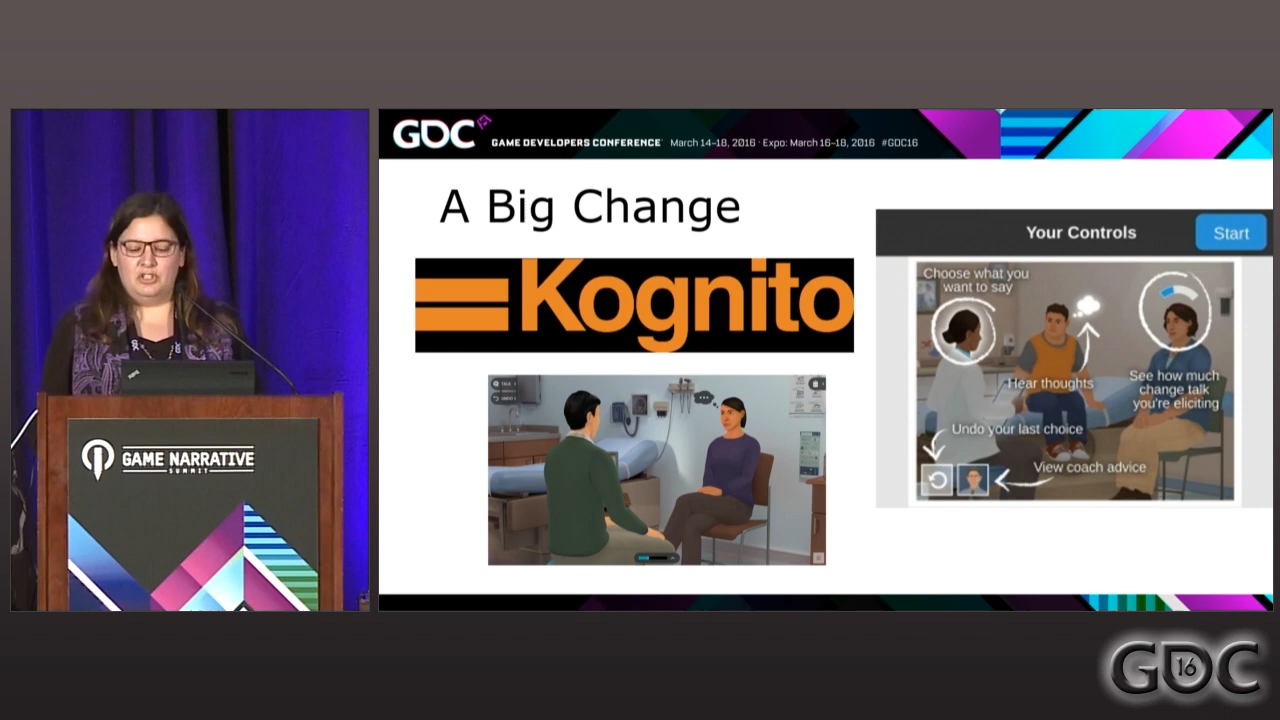 GDC
GAME DEVELOPERS CONFERENCE March 14-18, 2016 · Expo: March 16-18, 2016 #GDC16
A Big Change
Kognito
Your Controls
Start
Choose what you
want to say
Hear thoughts
See how much
change talk
you're eliciting
Undo your last choice
View coach advice
TALK
UNDO
GAME NARRATIVE
SUMMIT
GDC
16